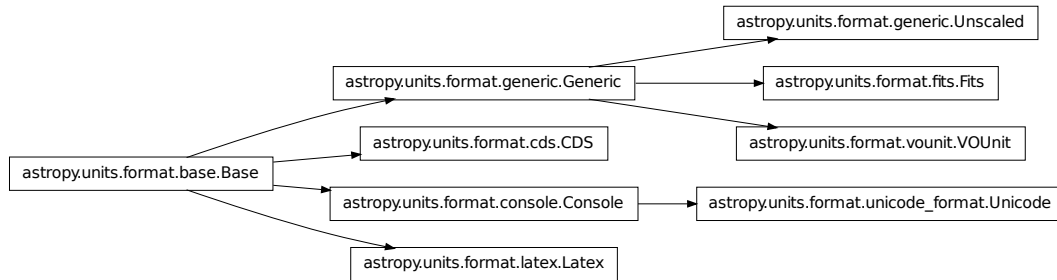 astropy.units.format.generic.Unscaled
astropy.units.format.generic.Generic
astropy.units.format.fits.Fits
astropy.units.format.cds.CDS
astropy.units.format.vounit.VOUnit
astropy.units.format.base.Base
astropy.units.format.console.Console
astropy.units.format.unicode_format.Unicode
astropy.units.format.latex.Latex